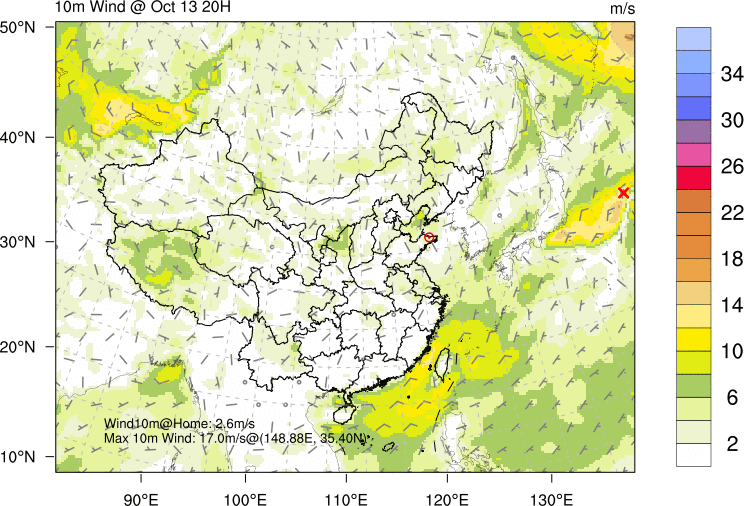 10m Wind @ Oct 13 20H m/s
50°N
40°N
30°N
20°N
10°N
34
30
26
22
18
14
10
6
2
Wind10m@Home: 2.6m/s
Max 10m Wind: 17.0m/s@(148.88E, 35.40N)
90°E 100°E 110°E 120°E 130°E